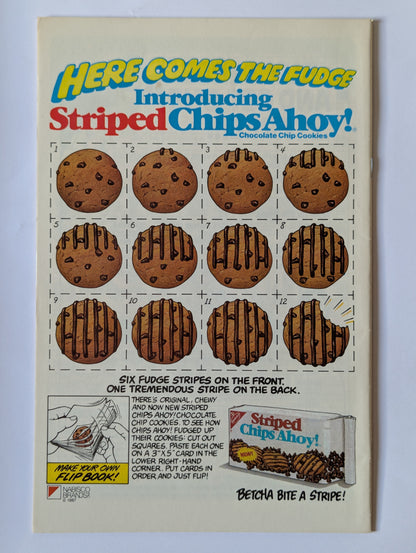 HERE COMES THE FUDGE
Introducing
Striped Chips Ahoy!®
Chocolate Chip Cookies
1 2 3 4
5 6 7 8
9 10 11 12
SIX FUDGE STRIPES ON THE FRONT.
ONE TREMENDOUS STRIPE ON THE BACK.
MAKE YOUR OWN
FLIP BOOK!
NABISCO
BRANDS
© 1987
THERE'S ORIGINAL, CHEWY
AND NOW NEW STRIPED
CHIPS AHOY! CHOCOLATE
CHIP COOKIES. TO SEE HOW
CHIPS AHOY! FUDGED UP
THEIR COOKIES: CUT OUT
SQUARES. PASTE EACH ONE
ON A 3" X 5" CARD IN THE
LOWER RIGHT-HAND
CORNER. PUT CARDS IN
ORDER AND JUST FLIP!
Striped
Chips Ahoy!
NEW!
BETCHA BITE A STRIPE!